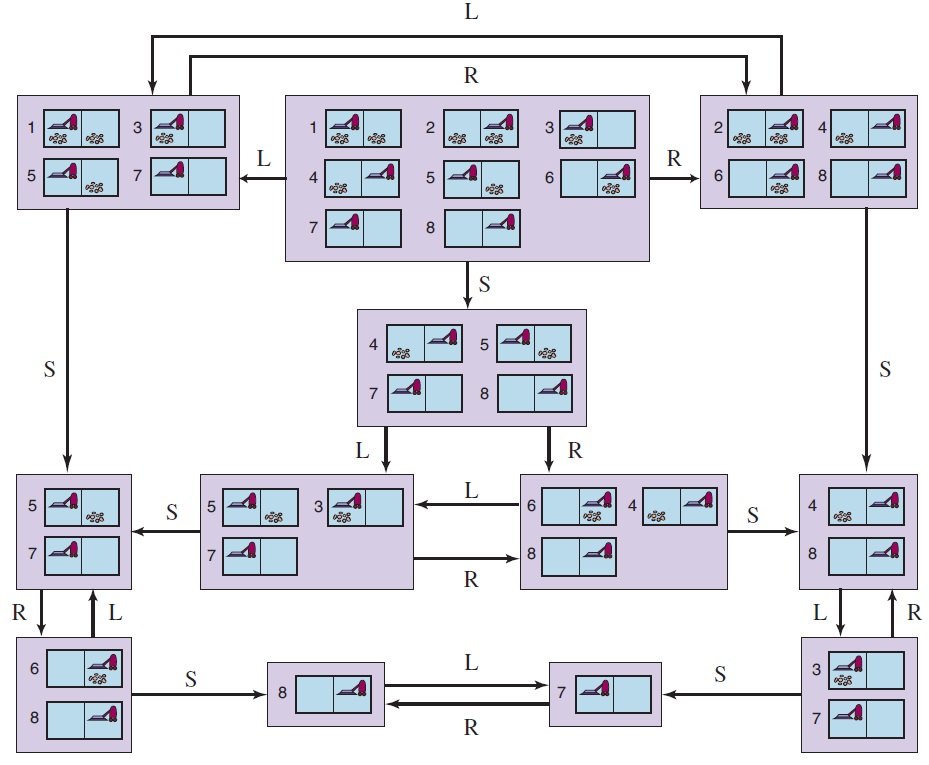 L
R
1 3 1 2 3 2 4
L R
5 7 4 5 6 6 8
7 8
S
4 5
S S
7 8
L R
5 5 3 6 4 4
S L S
7 7 8 8
R
R L L R
6 L 3
S 8 7 S
8 R 7